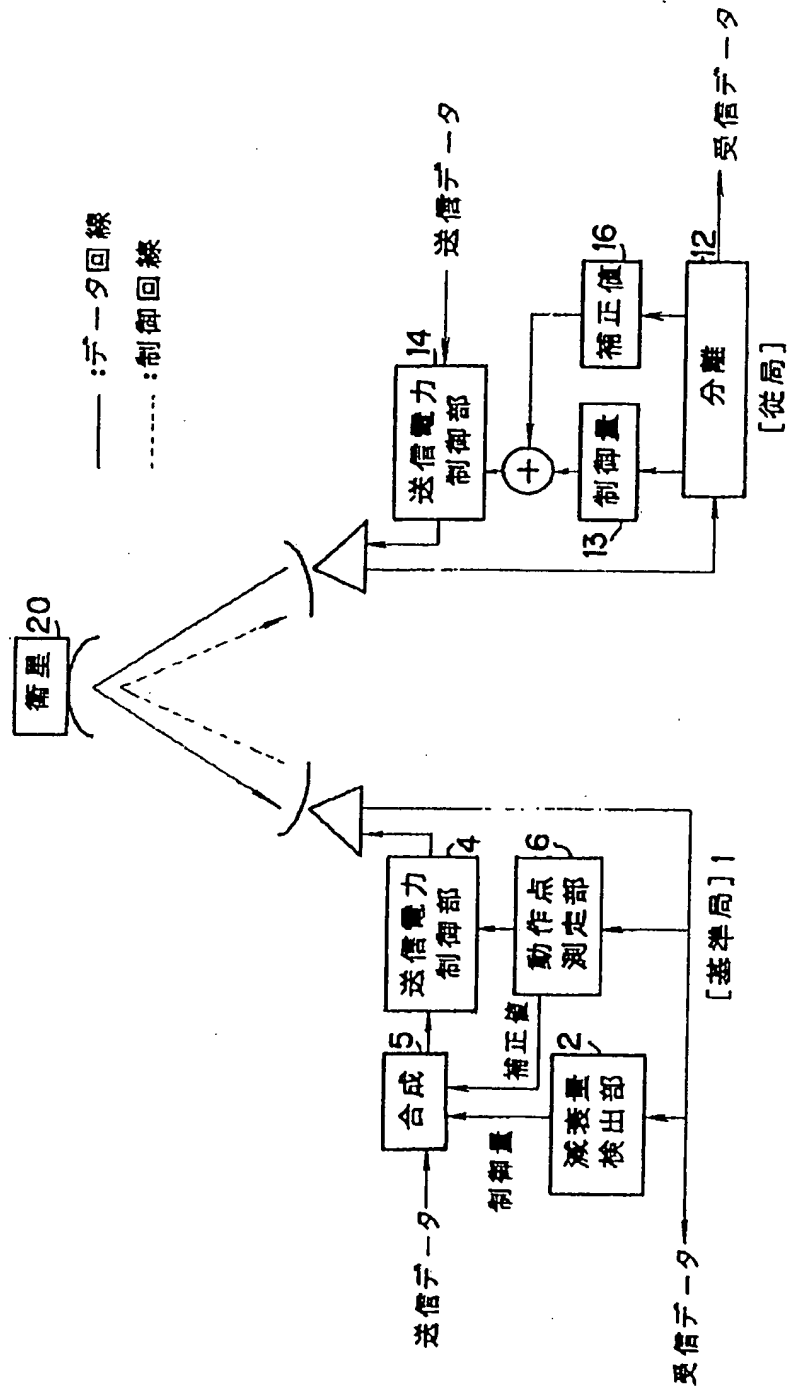 衛星
20
——:データ回線
-----:制御回線
送信データ
合成
5
送信電力
制御部
4
制御量
補正値
減衰量
検出部
2
動作点
測定部
6
受信データ
[基準局]1
送信電力
制御部
14
送信データ
+
制御量
13
補正値
16
分離
12
受信データ
[従局]